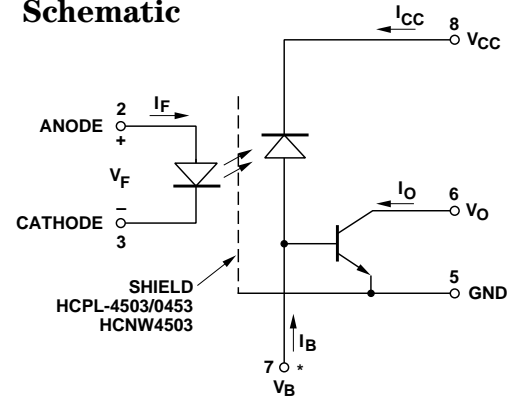 Schematic
ICC
8
VCC
2
IF
ANODE
+
VF
IO
6
VO
–
CATHODE
3
5
GND
SHIELD
HCPL-4503/0453
HCNW4503
IB
7
*
VB